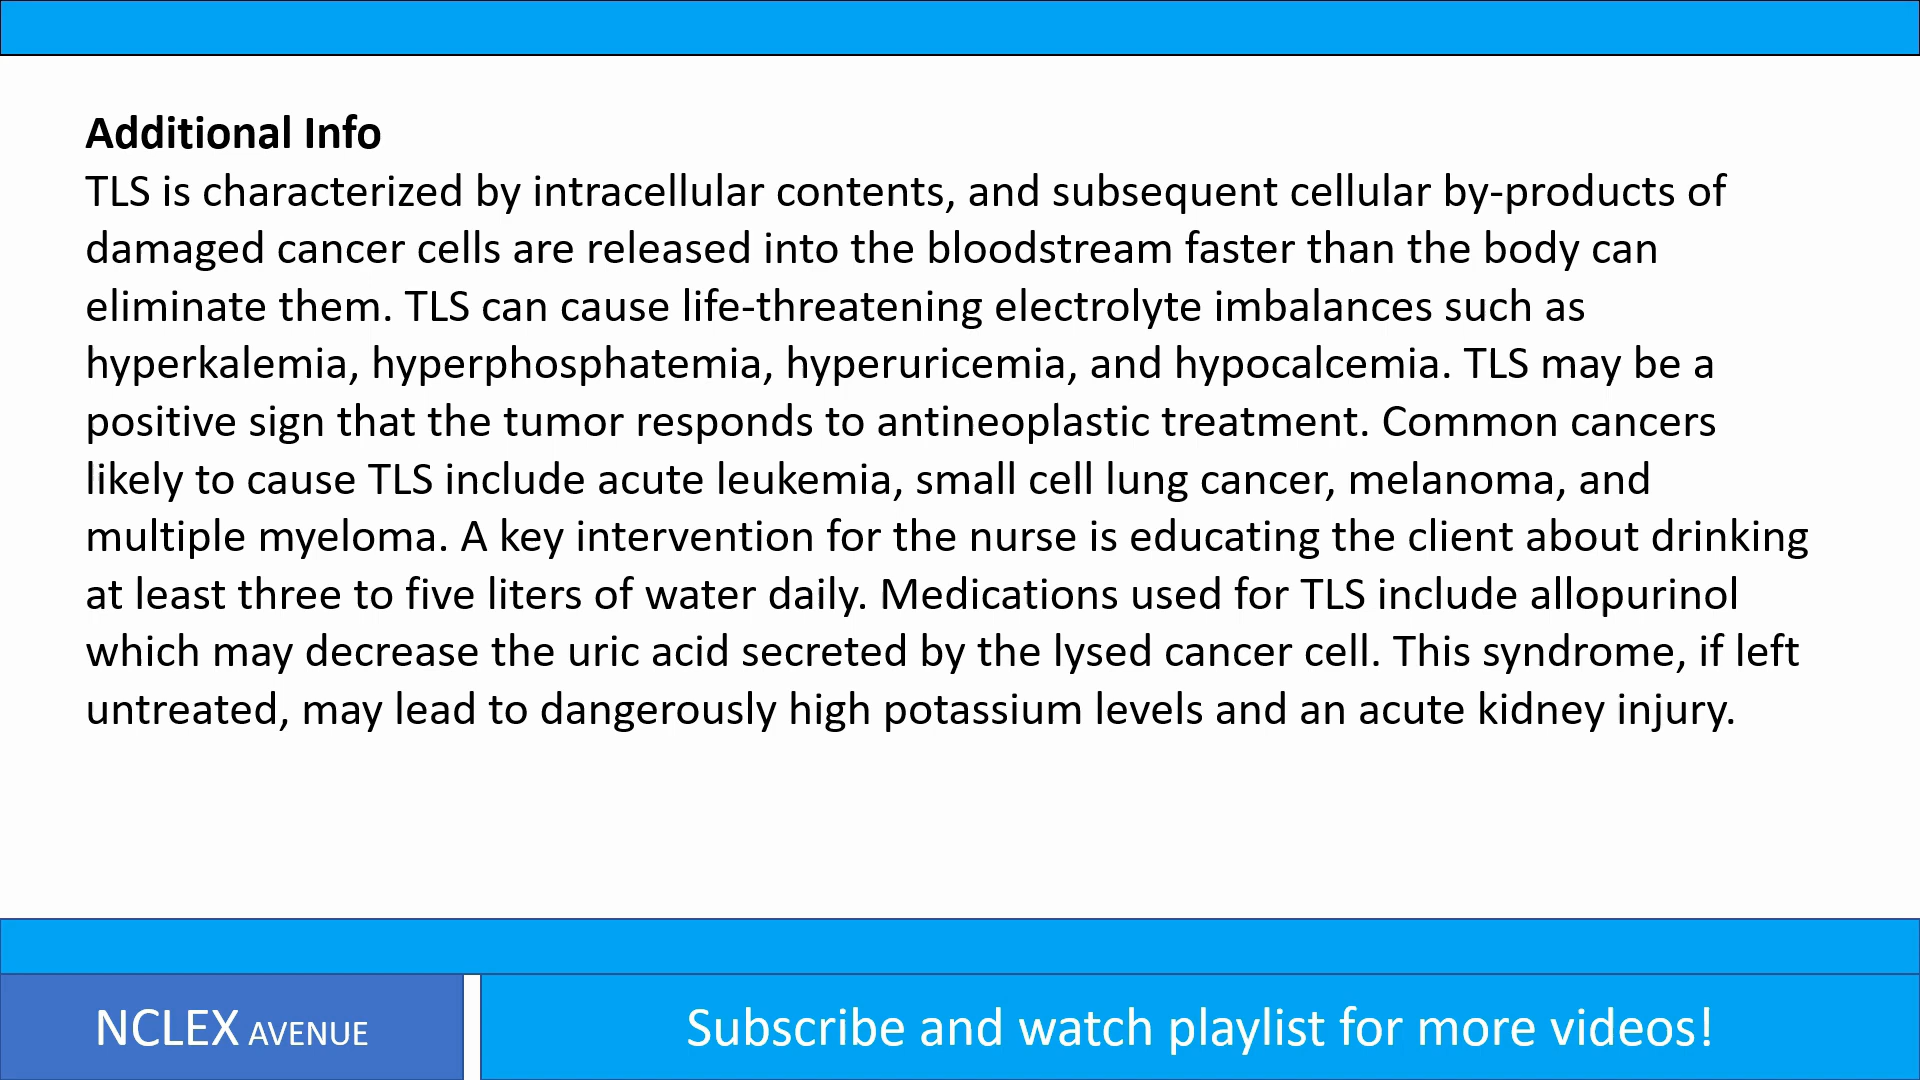 Additional Info
TLS is characterized by intracellular contents, and subsequent cellular by-products of
damaged cancer cells are released into the bloodstream faster than the body can
eliminate them. TLS can cause life-threatening electrolyte imbalances such as
hyperkalemia, hyperphosphatemia, hyperuricemia, and hypocalcemia. TLS may be a
positive sign that the tumor responds to antineoplastic treatment. Common cancers
likely to cause TLS include acute leukemia, small cell lung cancer, melanoma, and
multiple myeloma. A key intervention for the nurse is educating the client about drinking
at least three to five liters of water daily. Medications used for TLS include allopurinol
which may decrease the uric acid secreted by the lysed cancer cell. This syndrome, if left
untreated, may lead to dangerously high potassium levels and an acute kidney injury.
NCLEX AVENUE
Subscribe and watch playlist for more videos!